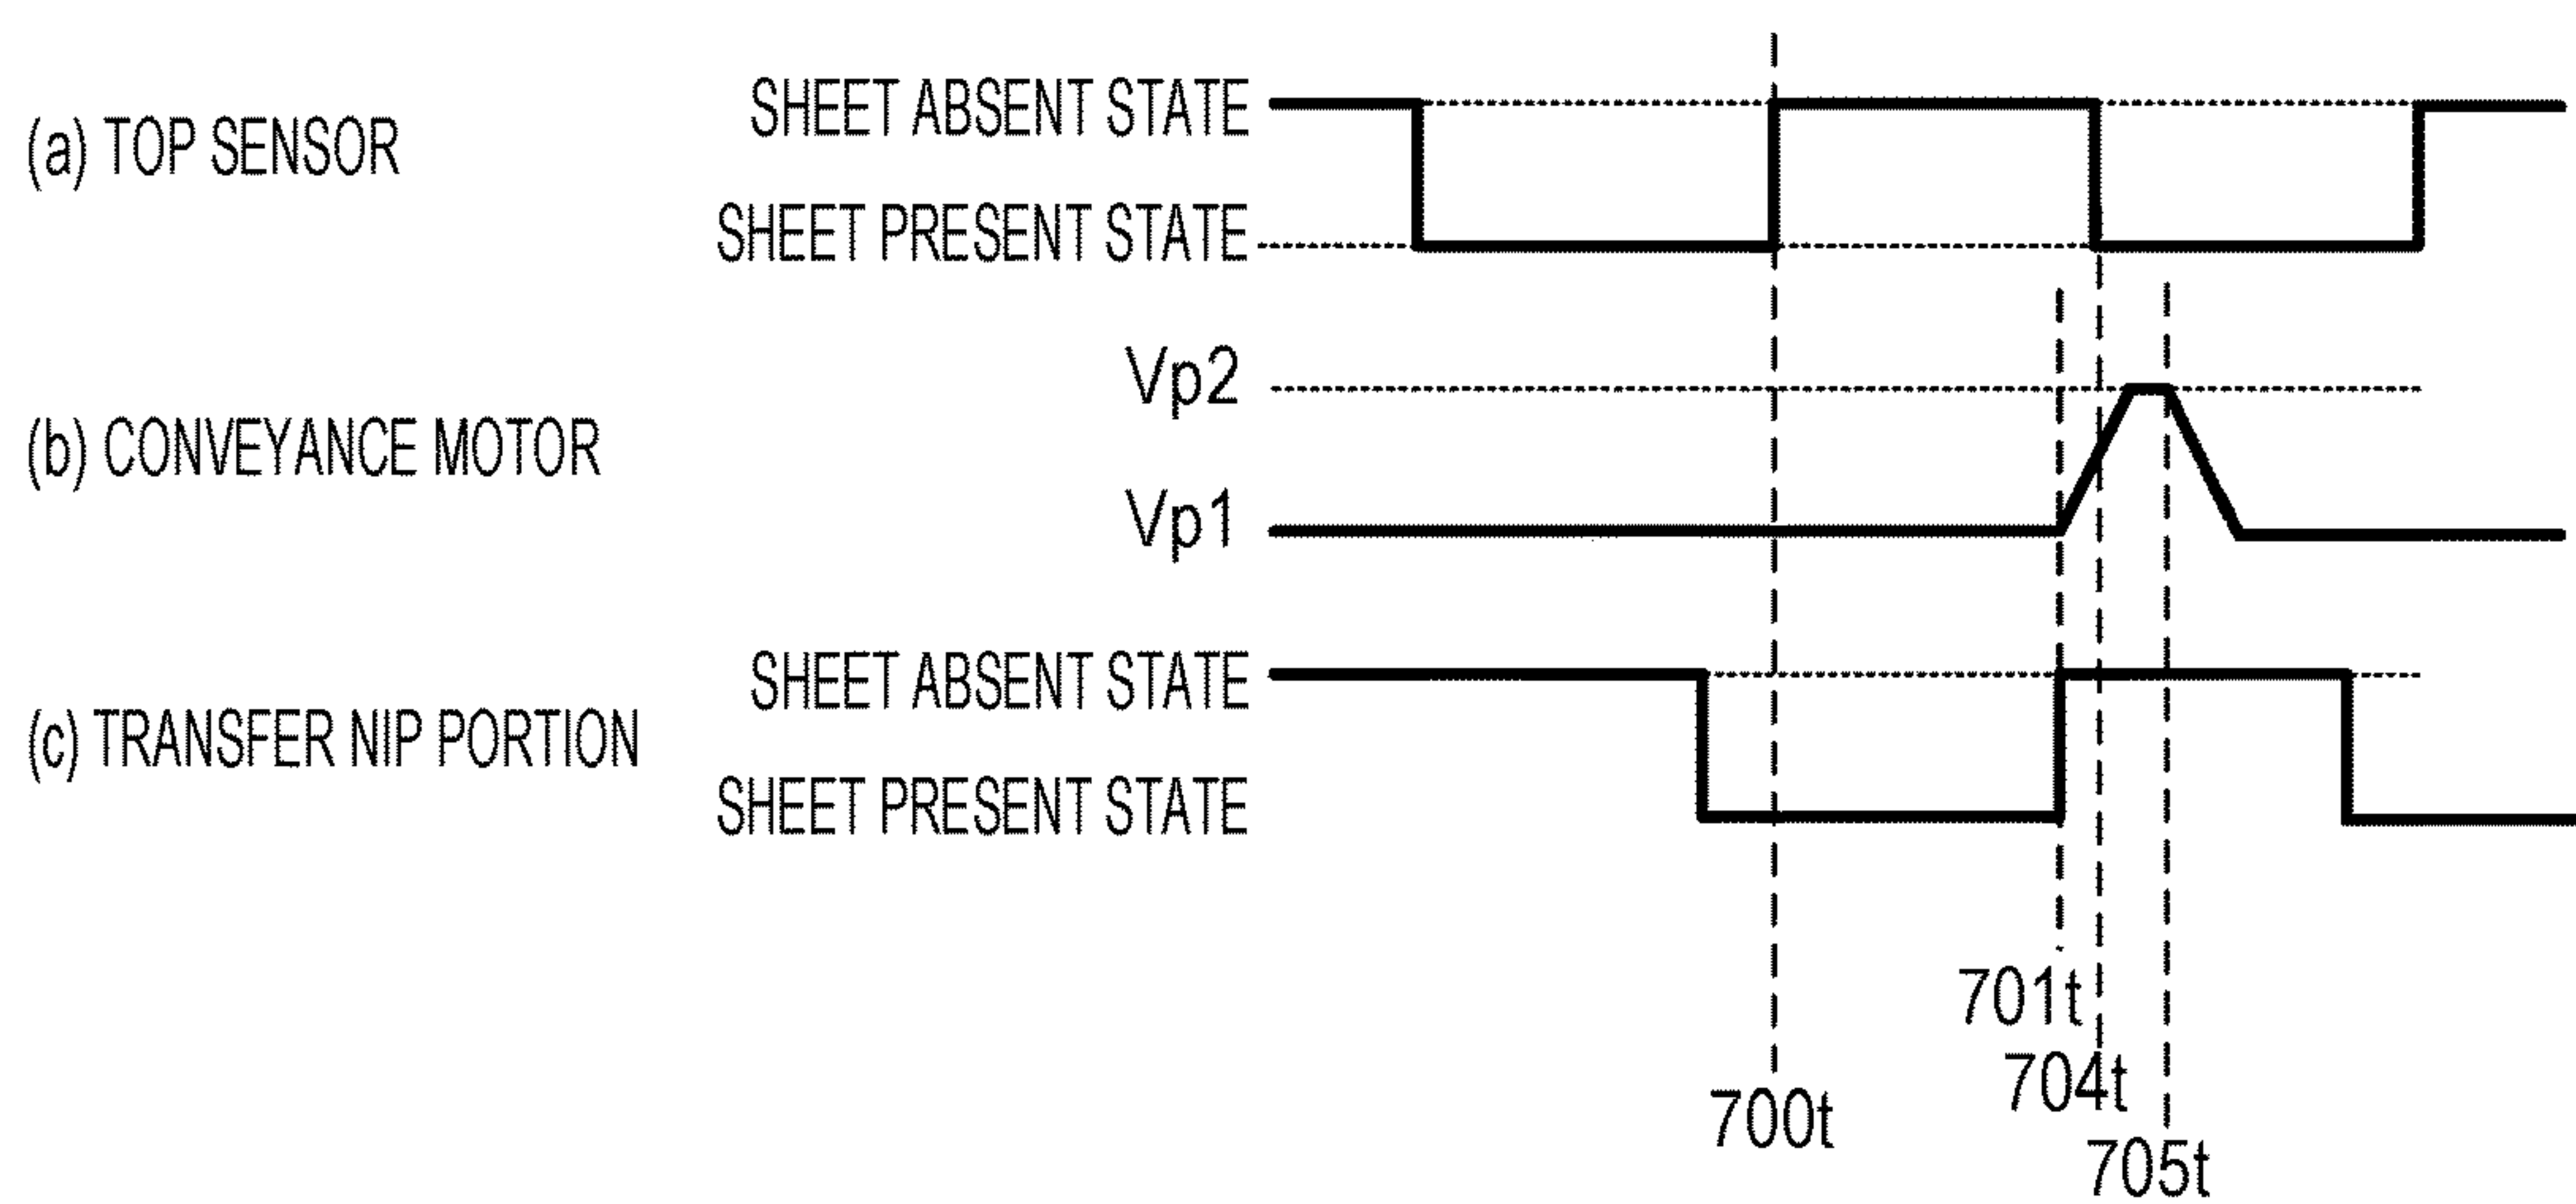 SHEET ABSENT STATE
(a) TOP SENSOR
SHEET PRESENT STATE
Vp2
(b) CONVEYANCE MOTOR
Vp1
SHEET ABSENT STATE
(c) TRANSFER NIP PORTION
SHEET PRESENT STATE
701t
704t
700t
705t